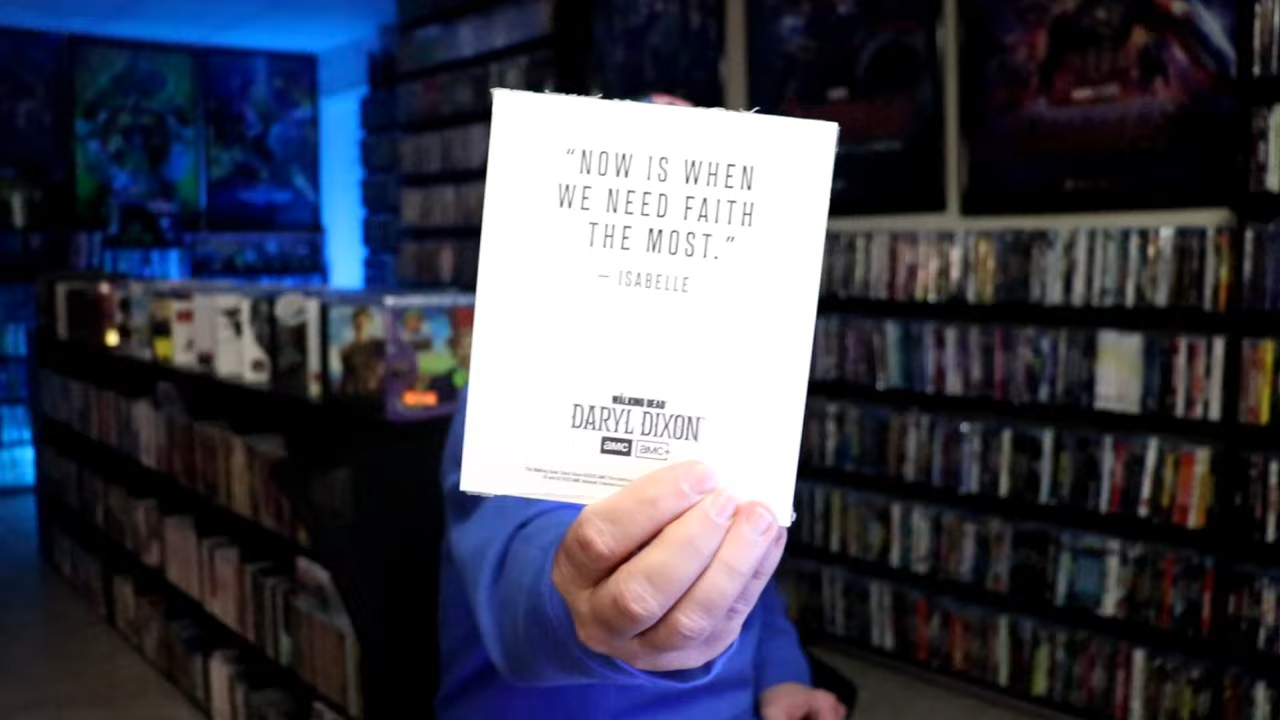 “NOW IS WHEN
WE NEED FAITH
THE MOST.”
— ISABELLE
THE WALKING DEAD
DARYL DIXON
amc amc+